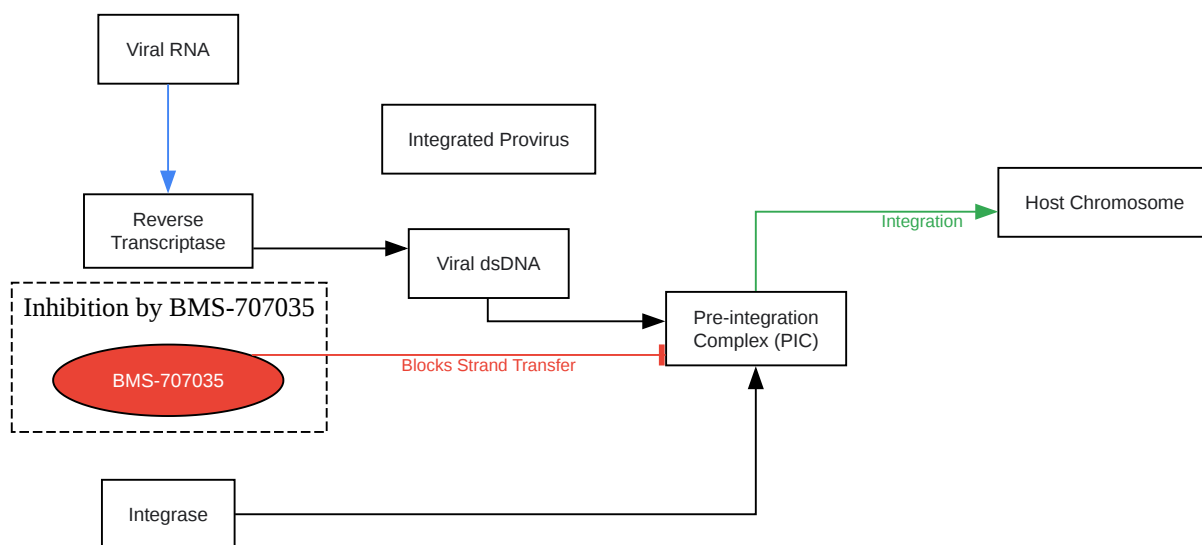 Viral RNA
Integrated Provirus
Host Chromosome
Reverse
Transcriptase
Integration
Viral dsDNA
Inhibition by BMS-707035
Pre-integration
Complex (PIC)
Blocks Strand Transfer
BMS-707035
Integrase